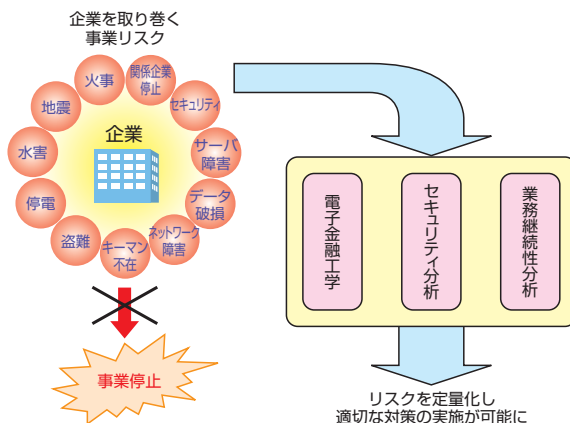 企業を取り巻く
事業リスク
火事
関係企業
停止
セキュリティ
サーバ
障害
データ
破損
ネットワーク
障害
キーマン
不在
盗難
停電
水害
地震
企業
事業停止
電子金融工学
セキュリティ分析
業務継続性分析
リスクを定量化し
適切な対策の実施が可能に